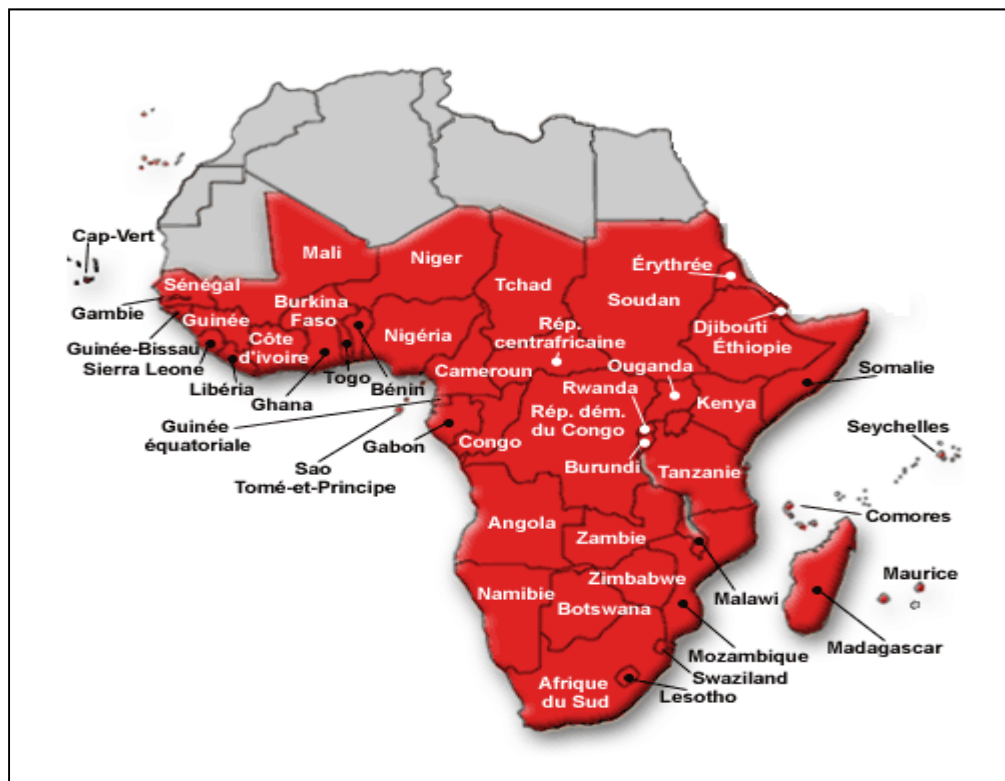 Cap-Vert
Mali
Niger
Tchad
Érythrée
Soudan
Sénégal
Gambie
Burkina
Faso
Guinée
Nigéria
Djibouti
Éthiopie
Rép.
centrafricaine
Côte
d'ivoire
Guinée-Bissau
Sierra Leone
Libéria
Ghana
Togo
Bénin
Cameroun
Ouganda
Somalie
Rwanda
Kenya
Rép. dém.
du Congo
Guinée
équatoriale
Gabon
Congo
Seychelles
Sao
Tomé-et-Principe
Burundi
Tanzanie
Comores
Angola
Zambie
Malawi
Maurice
Zimbabwe
Namibie
Botswana
Madagascar
Mozambique
Swaziland
Lesotho
Afrique
du Sud